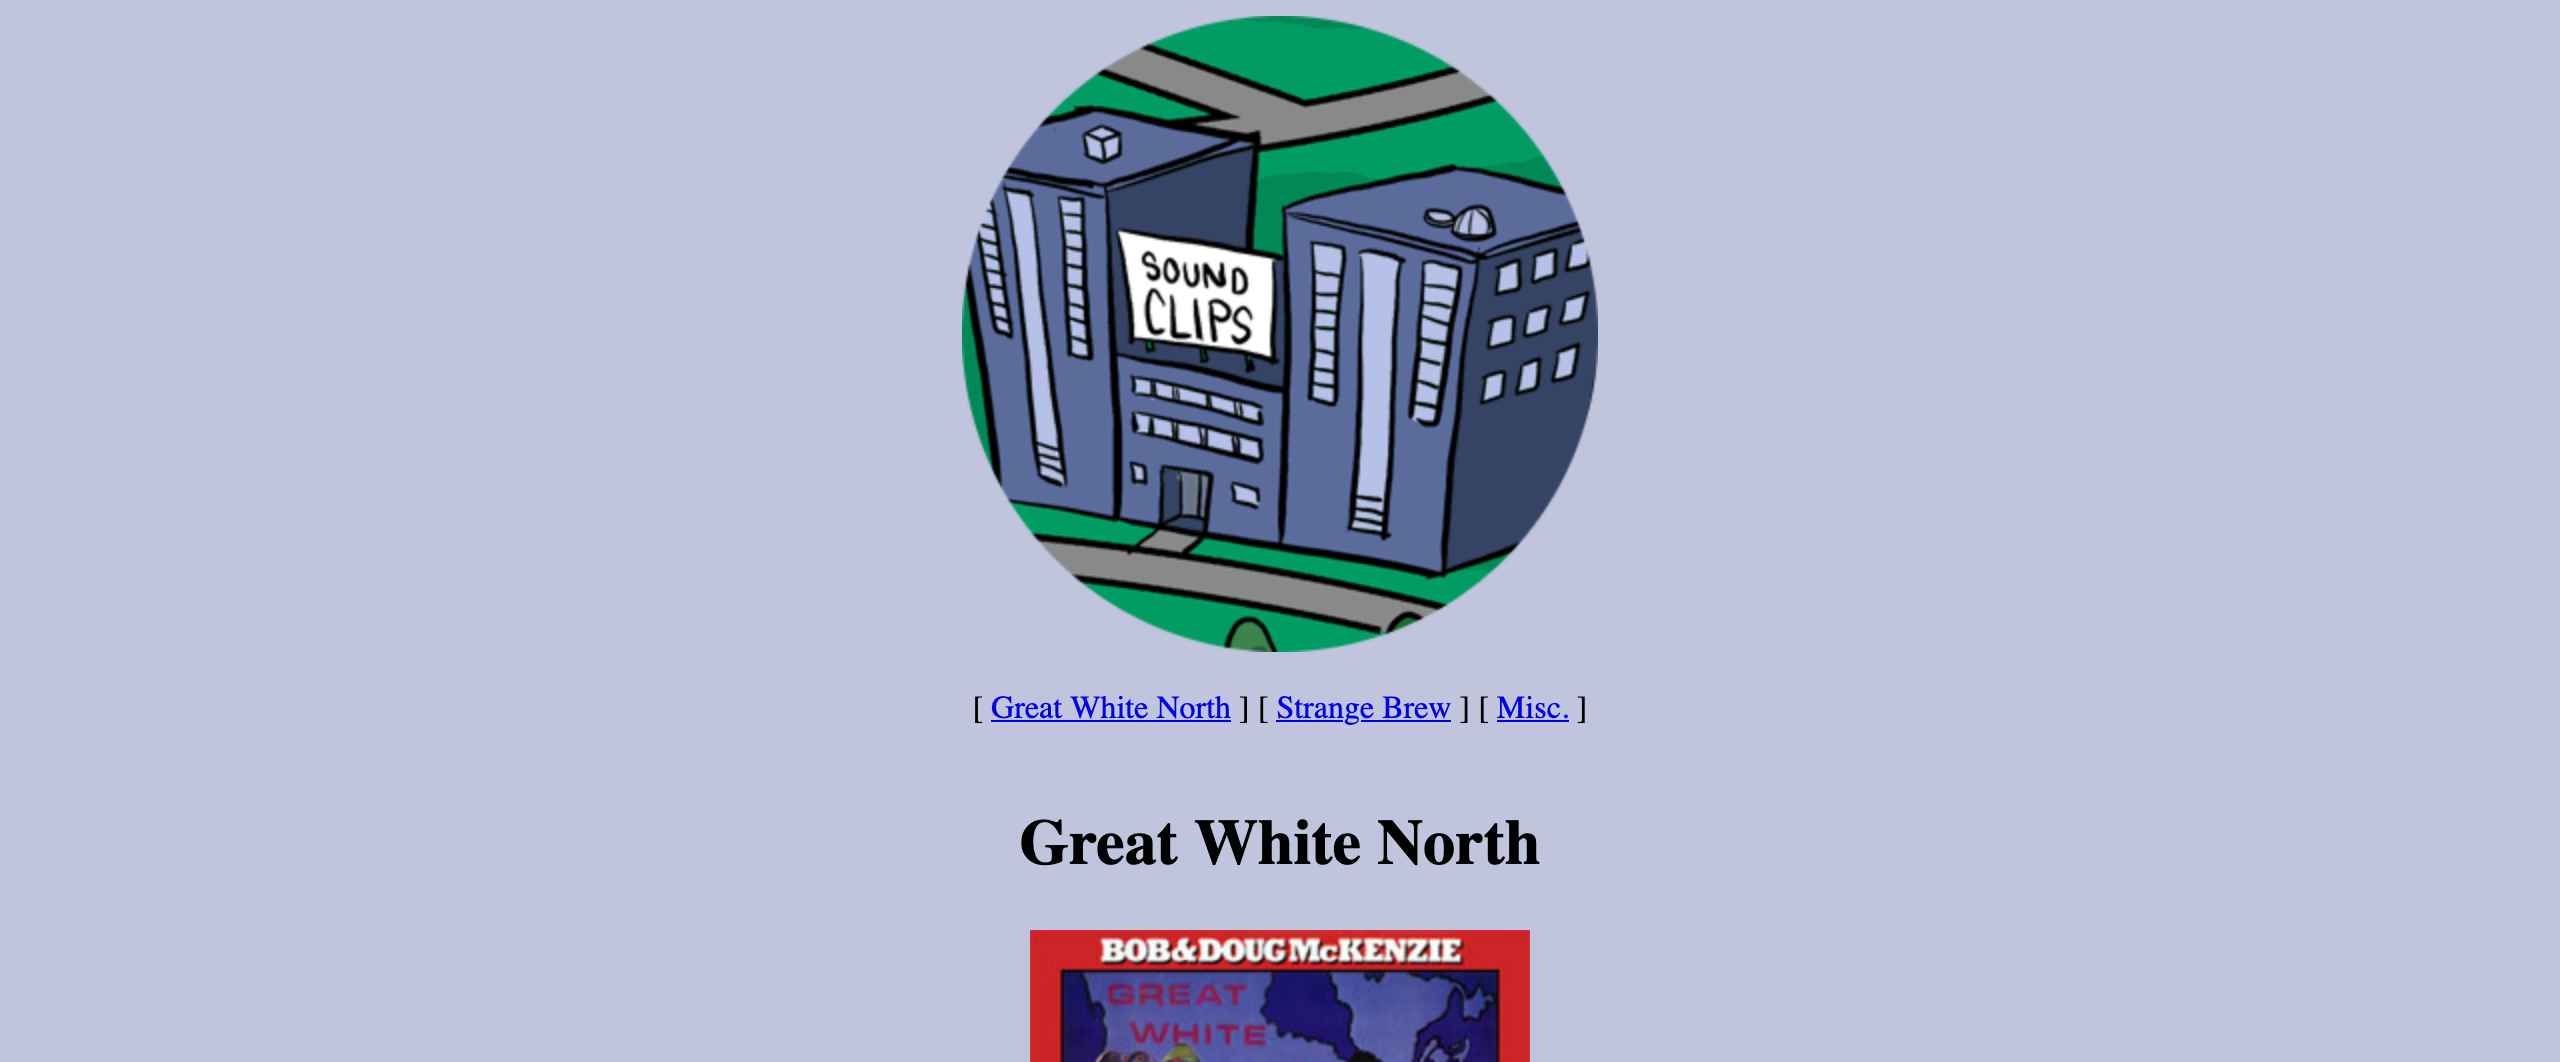 SOUND
CLIPS
[ Great White North ] [ Strange Brew ] [ Misc. ]
Great White North
BOB & DOUG McKENZIE
GREAT
WHITE